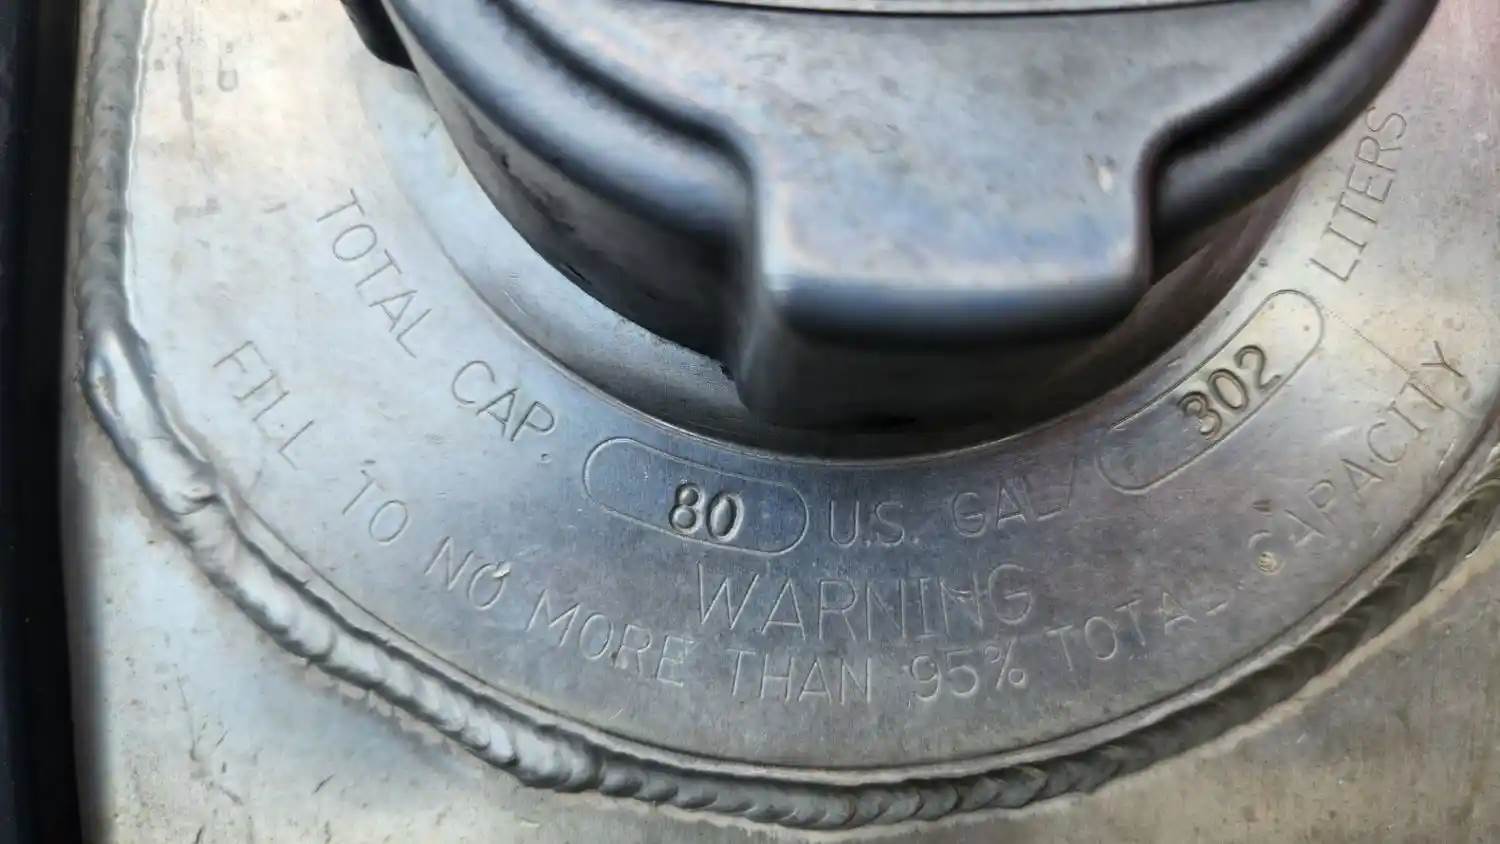 TOTAL CAP. 80 U.S. GAL/ 302 LITERS
WARNING
FILL TO NO MORE THAN 95% TOTAL CAPACITY